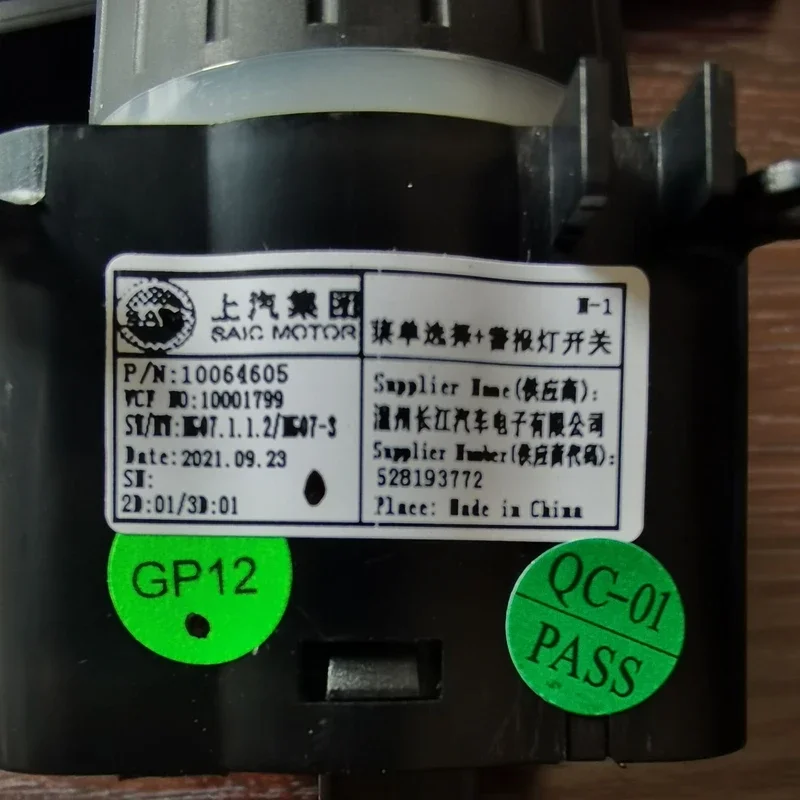 上汽集团
SAIC MOTOR
P/N:10064605
VCF NO:10001799
Date:2021.09.23
SN:
2D:01/3D:01
N-1
菜单选择+警报灯开关
Supplier Name(供应商):
温州长江汽车电子有限公司
Supplier Number(供应商代码):
528193772
Place: Made in China
GP12
QC-01
PASS